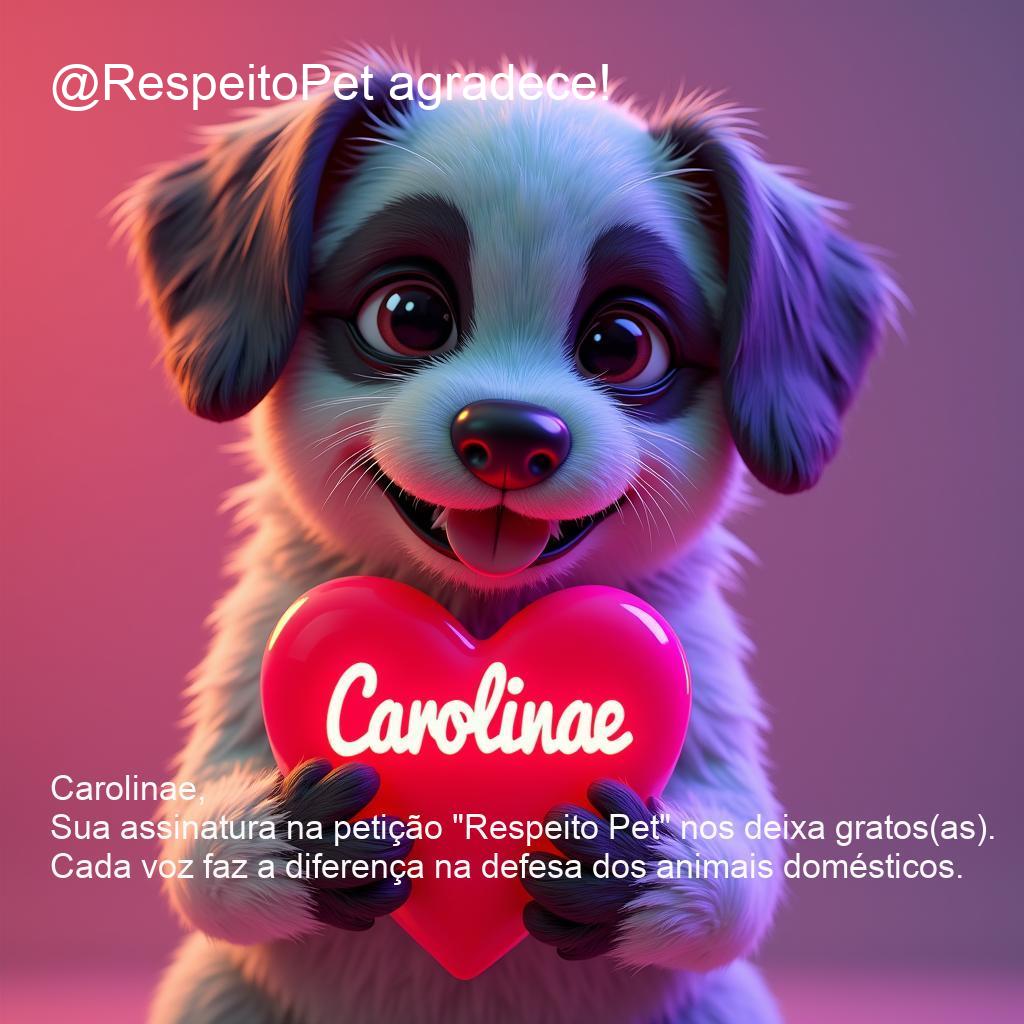 @RespeitoPet agradece!
Carolinae
Carolinae,
Sua assinatura na petição "Respeito Pet" nos deixa gratos(as).
Cada voz faz a diferença na defesa dos animais domésticos.